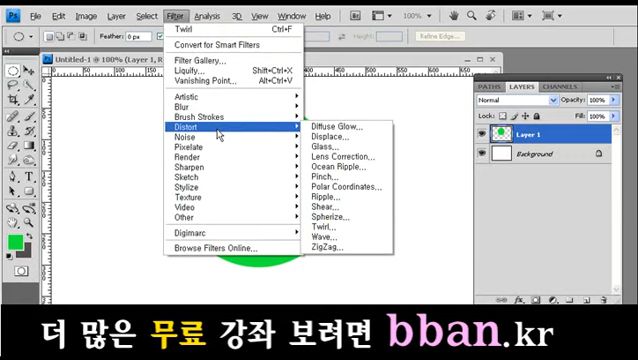 Ps File Edit Image Layer Select Filter Analysis 3D View Window Help Br 100%
Feather: 0 px Height: Refine Edge...
Untitled-1 @ 100% (Layer 1, R
Twirl Ctrl+F
Convert for Smart Filters
Filter Gallery...
Liquify... Shift+Ctrl+X
Vanishing Point... Alt+Ctrl+V
Artistic
Blur
Brush Strokes
Distort
Noise
Pixelate
Render
Sharpen
Sketch
Stylize
Texture
Video
Other
Digimarc
Browse Filters Online...
Diffuse Glow...
Displace...
Glass...
Lens Correction...
Ocean Ripple...
Pinch...
Polar Coordinates...
Ripple...
Shear...
Spherize...
Twirl...
Wave...
ZigZag...
PATHS LAYERS CHANNELS
Normal Opacity: 100%
Lock: Fill: 100%
Layer 1
Background
더 많은 무료 강좌 보려면 bban.kr